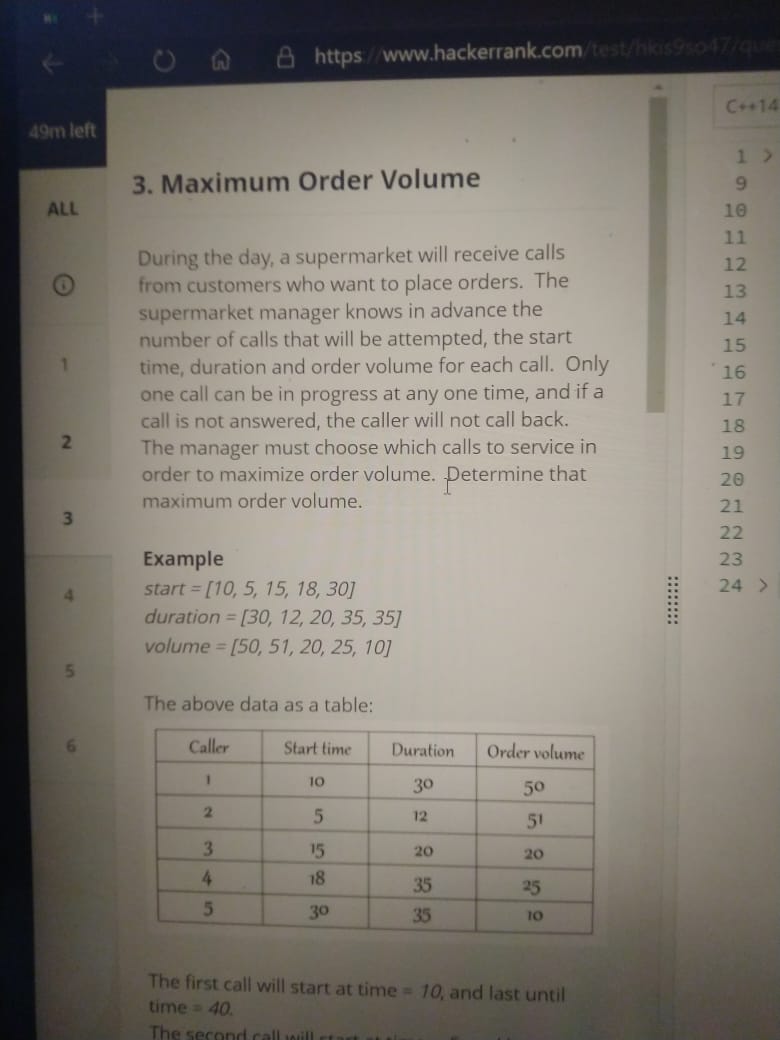 https://www.hackerrank.com/test/hkis9so47/que
49m left
C++14
ALL
1
2
3
4
5
6
3. Maximum Order Volume
During the day, a supermarket will receive calls
from customers who want to place orders. The
supermarket manager knows in advance the
number of calls that will be attempted, the start
time, duration and order volume for each call. Only
one call can be in progress at any one time, and if a
call is not answered, the caller will not call back.
The manager must choose which calls to service in
order to maximize order volume. Determine that
maximum order volume.
Example
start = [10, 5, 15, 18, 30]
duration = [30, 12, 20, 35, 35]
volume = [50, 51, 20, 25, 10]
The above data as a table:
Caller Start time Duration Order volume
1 10 30 50
2 5 12 51
3 15 20 20
4 18 35 25
5 30 35 10
The first call will start at time = 10, and last until
time = 40.
The second call will start at time
1 >
9
10
11
12
13
14
15
16
17
18
19
20
21
22
23
24 >